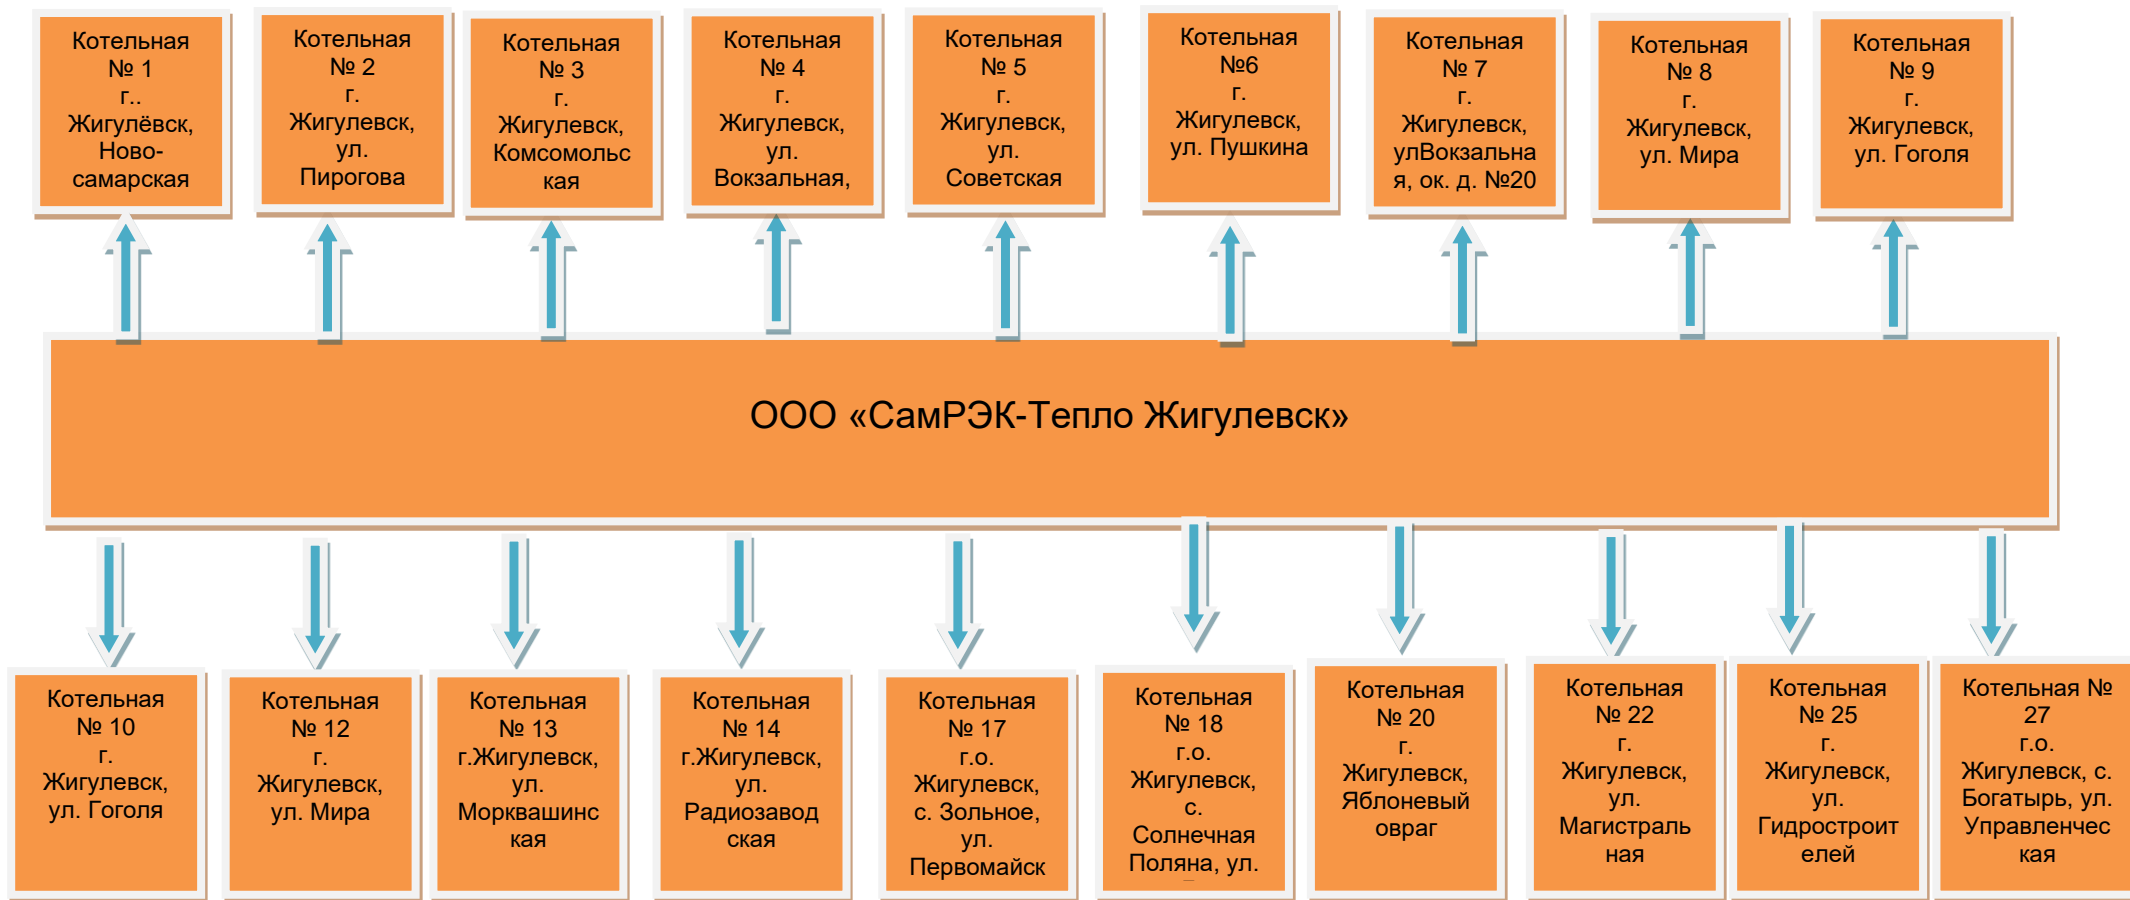 Котельная
№ 1
г..
Жигулёвск,
Ново-
самарская
Котельная
№ 2
г.
Жигулевск,
ул.
Пирогова
Котельная
№ 3
г.
Жигулевск,
Комсомольс
кая
Котельная
№ 4
г.
Жигулевск,
ул.
Вокзальная,
Котельная
№ 5
г.
Жигулевск,
ул.
Советская
Котельная
№6
г.
Жигулевск,
ул. Пушкина
Котельная
№ 7
г.
Жигулевск,
улВокзальна
я, ок. д. №20
Котельная
№ 8
г.
Жигулевск,
ул. Мира
Котельная
№ 9
г.
Жигулевск,
ул. Гоголя
ООО «СамРЭК-Тепло Жигулевск»
Котельная
№ 10
г.
Жигулевск,
ул. Гоголя
Котельная
№ 12
г.
Жигулевск,
ул. Мира
Котельная
№ 13
г.Жигулевск,
ул.
Морквашинс
кая
Котельная
№ 14
г.Жигулевск,
ул.
Радиозавод
ская
Котельная
№ 17
г.о.
Жигулевск,
с. Зольное,
ул.
Первомайск
Котельная
№ 18
г.о.
Жигулевск,
с.
Солнечная
Поляна, ул.
Котельная
№ 20
г.
Жигулевск,
Яблоневый
овраг
Котельная
№ 22
г.
Жигулевск,
ул.
Магистраль
ная
Котельная
№ 25
г.
Жигулевск,
ул.
Гидростроит
елей
Котельная №
27
г.о.
Жигулевск, с.
Богатырь, ул.
Управленчес
кая